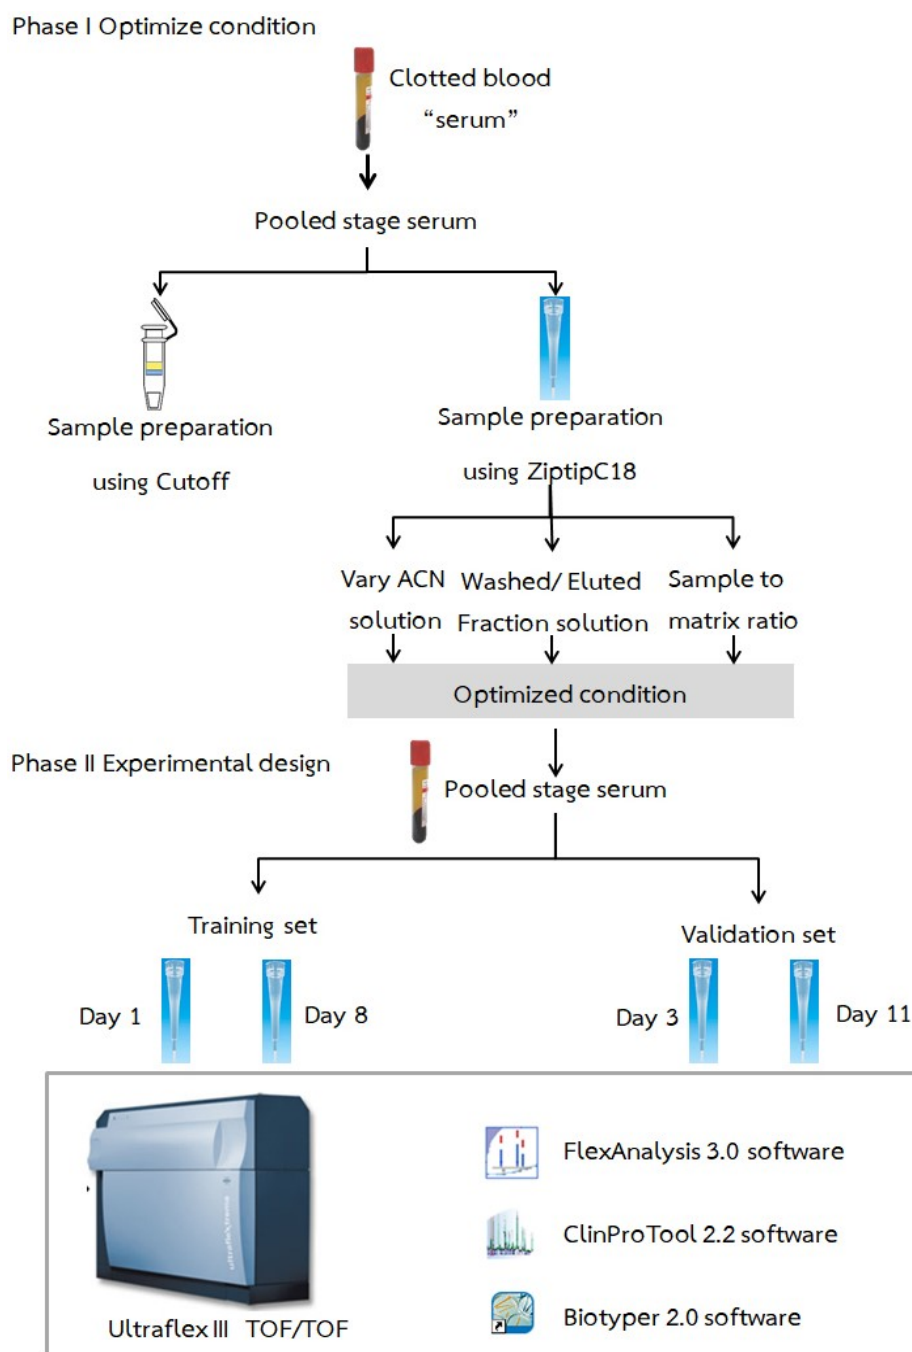 Phase I Optimize condition
Clotted blood
“serum”
Pooled stage serum
Sample preparation
using Cutoff
Sample preparation
using ZiptipC18
Vary ACN
solution
Washed/ Eluted
Fraction solution
Sample to
matrix ratio
Optimized condition
Phase II Experimental design
Pooled stage serum
Training set
Validation set
Day 1
Day 8
Day 3
Day 11
FlexAnalysis 3.0 software
ClinProTool 2.2 software
Biotyper 2.0 software
Ultraflex III TOF/TOF